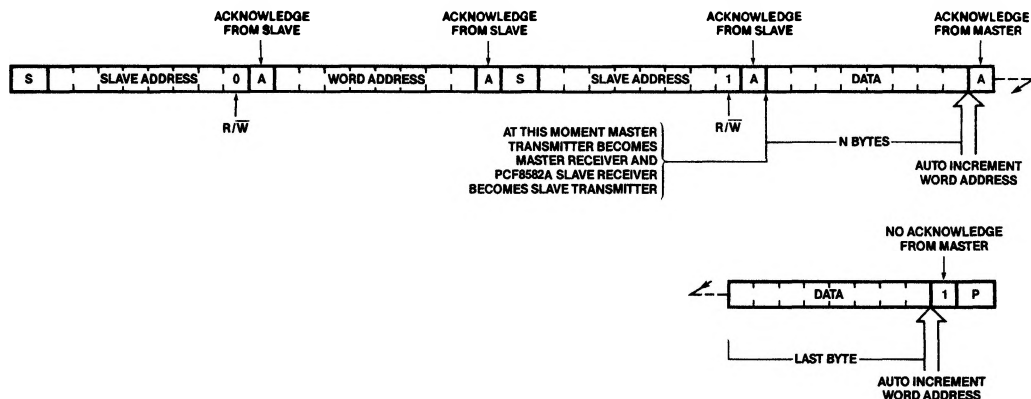 ACKNOWLEDGE
FROM SLAVE
ACKNOWLEDGE
FROM SLAVE
ACKNOWLEDGE
FROM SLAVE
ACKNOWLEDGE
FROM MASTER
S SLAVE ADDRESS 0 A WORD ADDRESS A S SLAVE ADDRESS 1 A DATA A
R/W̅
R/W̅
AT THIS MOMENT MASTER
TRANSMITTER BECOMES
MASTER RECEIVER AND
PCF8582A SLAVE RECEIVER
BECOMES SLAVE TRANSMITTER
N BYTES
AUTO INCREMENT
WORD ADDRESS
NO ACKNOWLEDGE
FROM MASTER
DATA 1 P
LAST BYTE
AUTO INCREMENT
WORD ADDRESS